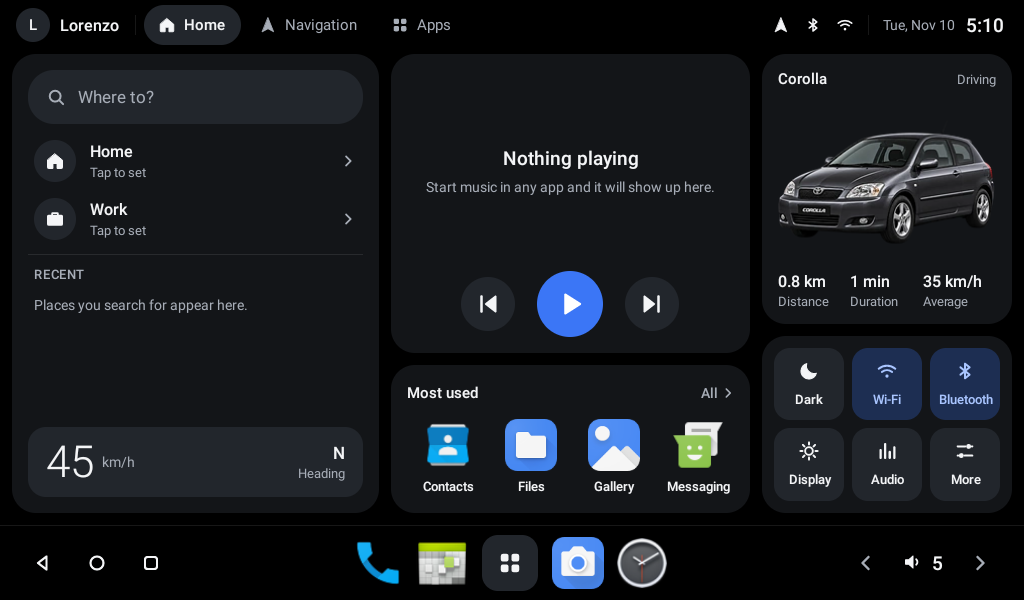 L
Lorenzo
Home
Navigation
Apps
Tue, Nov 10
5:10
Where to?
Home
Tap to set
Work
Tap to set
RECENT
Places you search for appear here.
45 km/h
N
Heading
Nothing playing
Start music in any app and it will show up here.
Most used
All
Contacts
Files
Gallery
Messaging
Corolla
Driving
COROLLA
0.8 km
1 min
35 km/h
Distance
Duration
Average
Dark
Wi-Fi
Bluetooth
Display
Audio
More
5